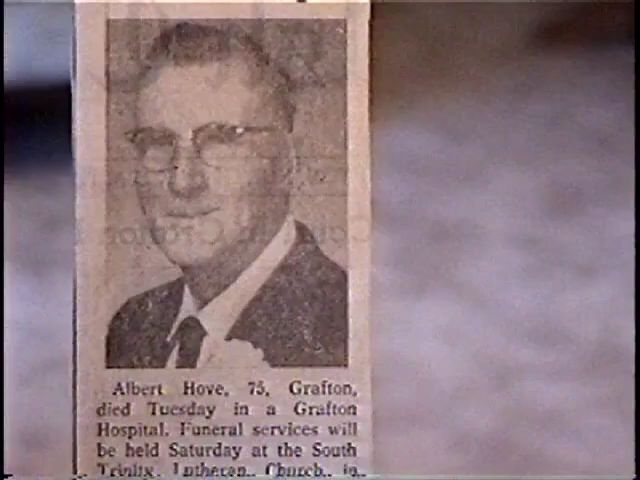 Albert Hove, 75, Grafton,
died Tuesday in a Grafton
Hospital. Funeral services will
be held Saturday at the South
Trinity Lutheran Church, in